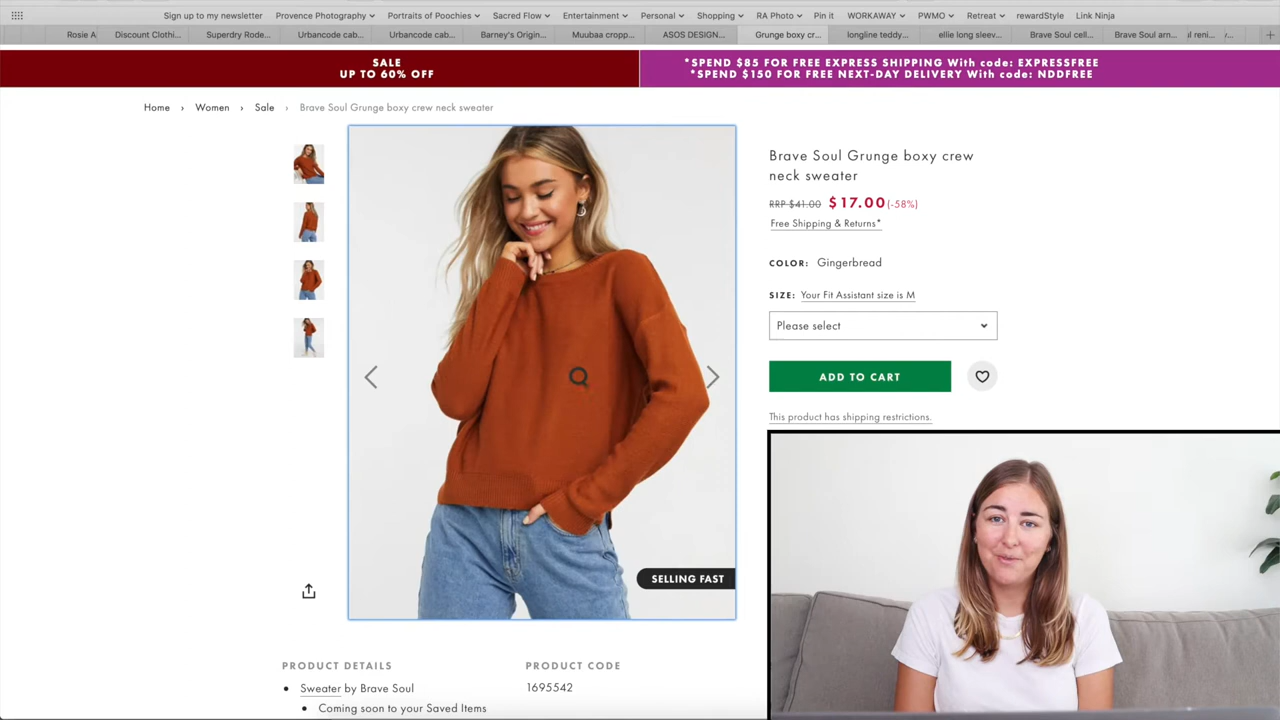 Sign up to my newsletter Provence Photography Portraits of Poochies Sacred Flow Entertainment Personal Shopping RA Photo Pin it WORKAWAY PWMO Retreat rewardStyle Link Ninja
Rosie A Discount Clothi... Superdry Rode... Urbancode cab... Urbancode cab... Barney's Origin... Muubaa cropp... ASOS DESIGN... Grunge boxy cr... longline teddy... ellie long sleev... Brave Soul cell... Brave Soul arn...
SALE
UP TO 60% OFF
*SPEND $85 FOR FREE EXPRESS SHIPPING With code: EXPRESSFREE
*SPEND $150 FOR FREE NEXT-DAY DELIVERY With code: NDDFREE
Home › Women › Sale › Brave Soul Grunge boxy crew neck sweater
Brave Soul Grunge boxy crew
neck sweater
RRP $41.00 $17.00 (-58%)
Free Shipping & Returns*
COLOR: Gingerbread
SIZE: Your Fit Assistant size is M
Please select
ADD TO CART
This product has shipping restrictions.
SELLING FAST
PRODUCT DETAILS
Sweater by Brave Soul
Coming soon to your Saved Items
PRODUCT CODE
1695542